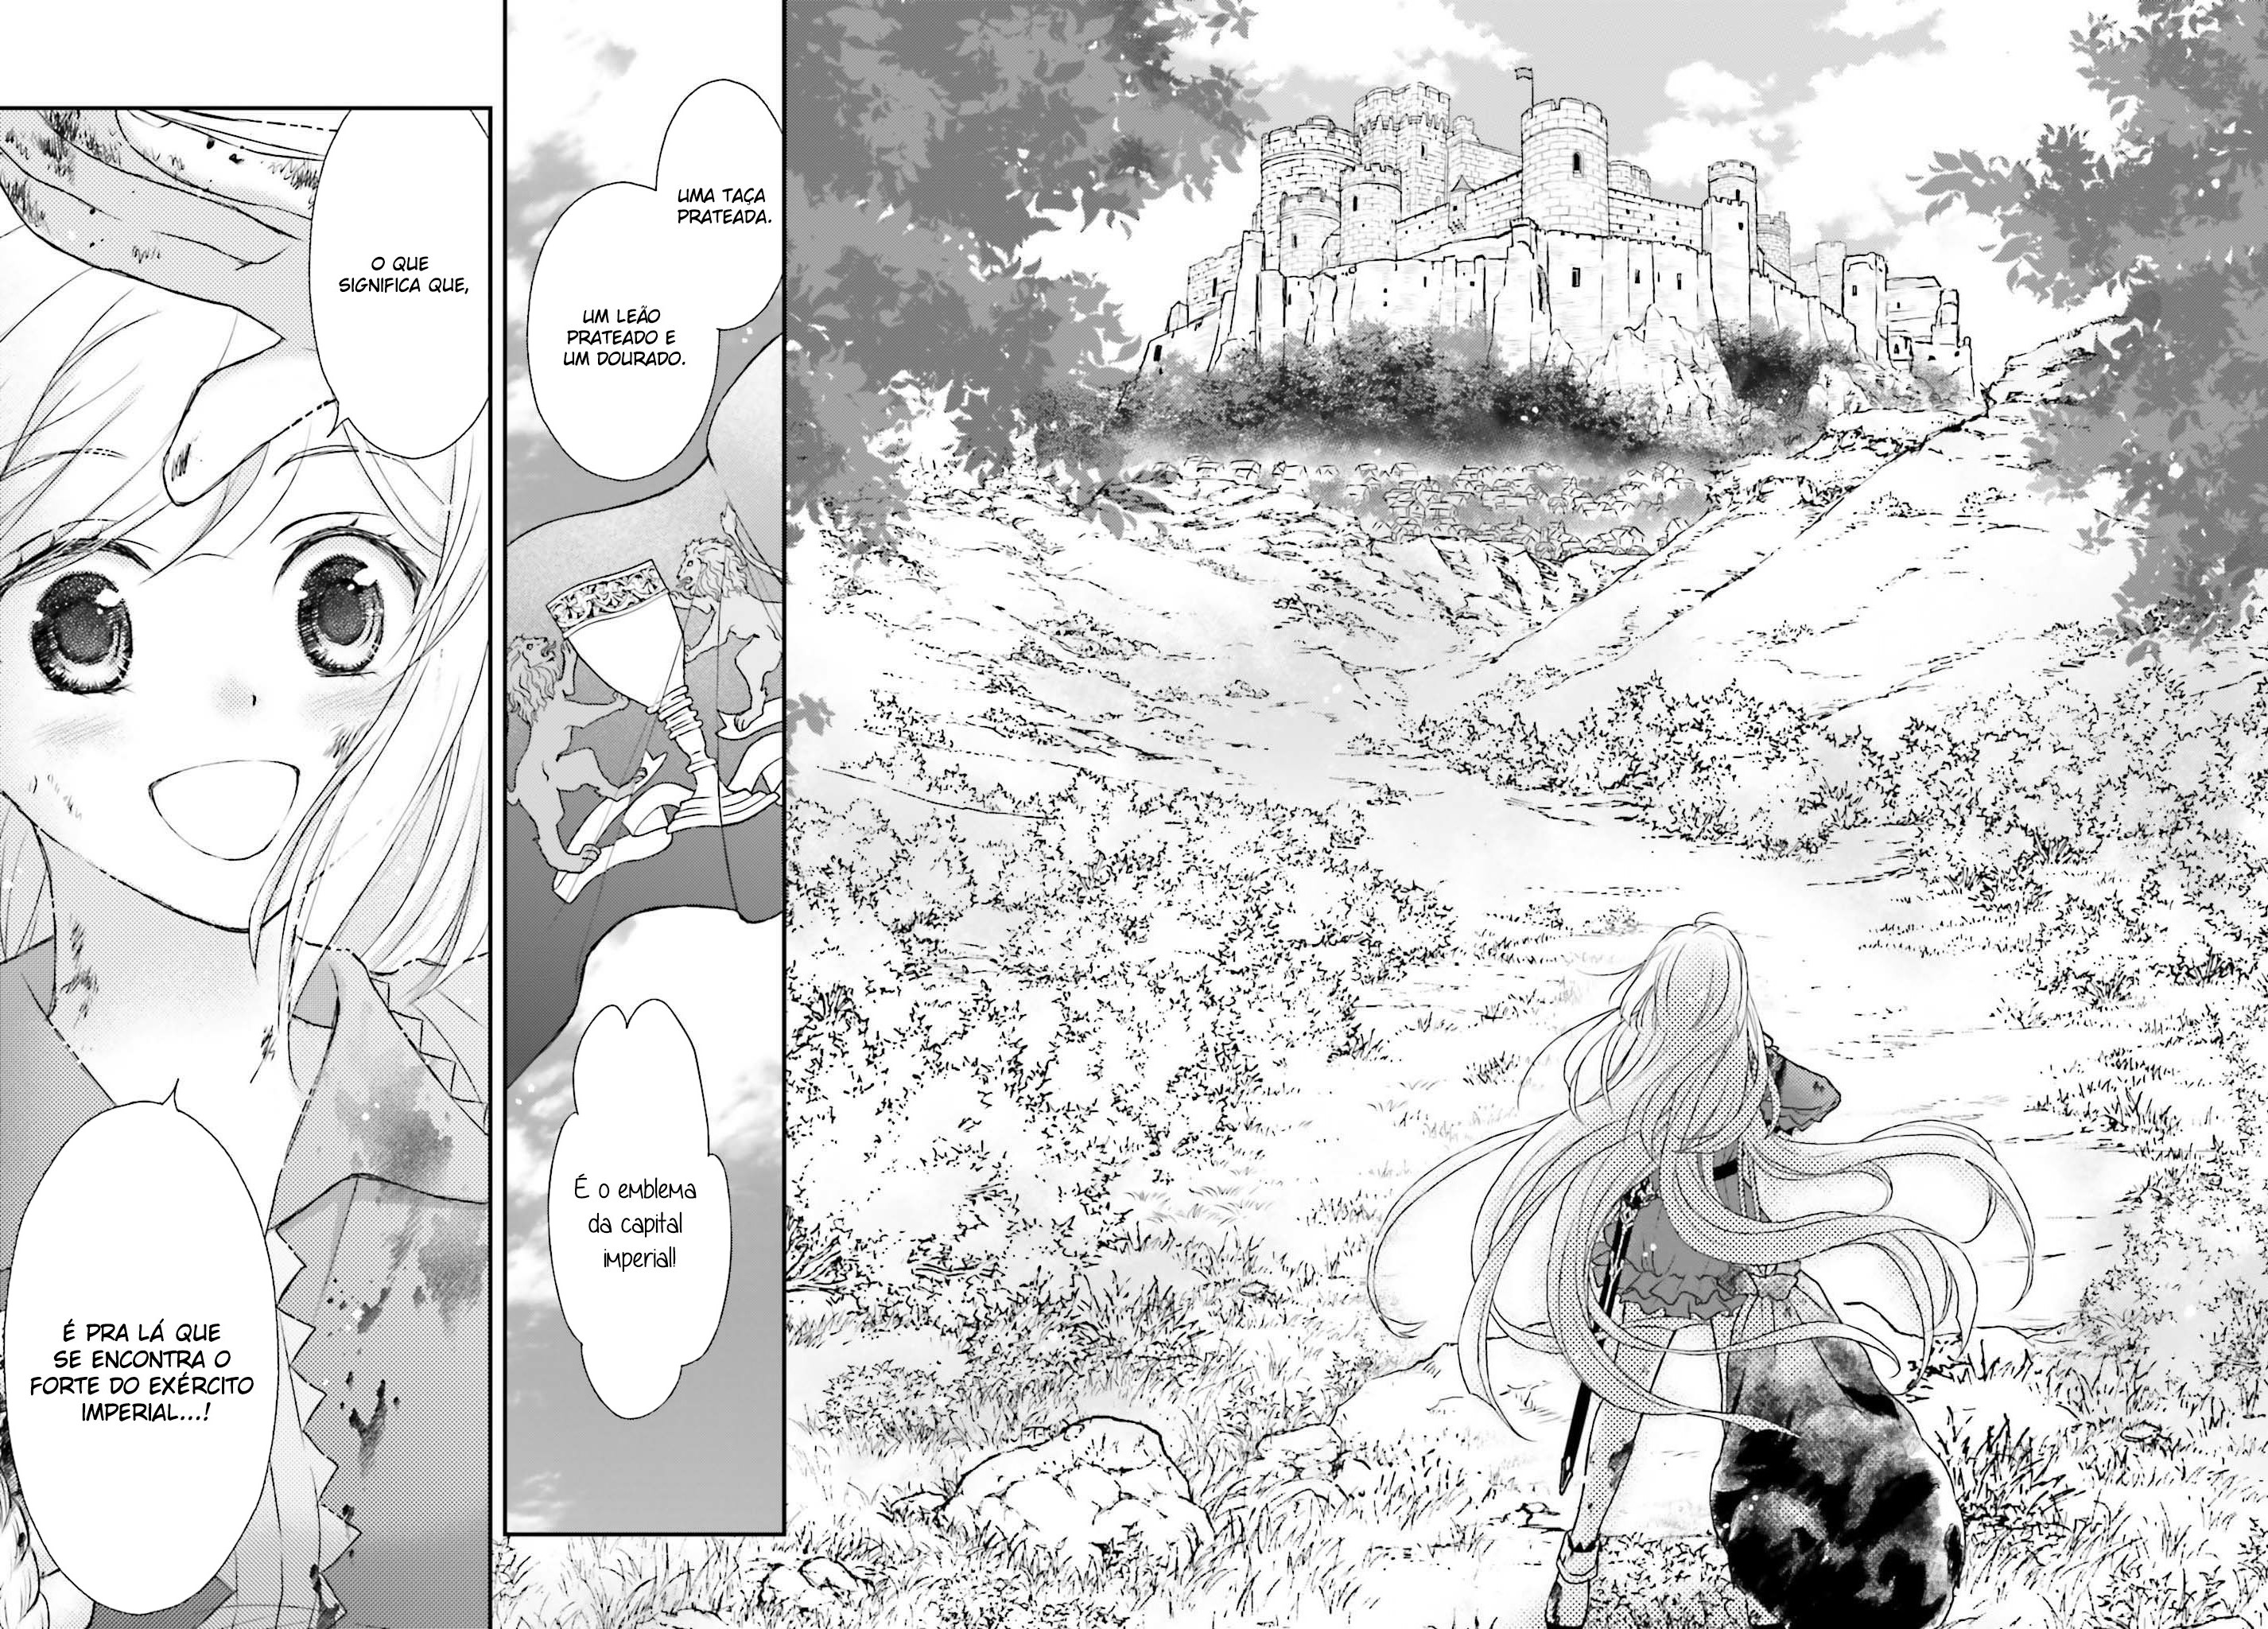 UMA TAÇA
PRATEADA.
UM LEÃO
PRATEADO E
UM DOURADO.
É o emblema
da capital
imperial!
O QUE
SIGNIFICA QUE,
É PRA LÁ QUE
SE ENCONTRA O
FORTE DO EXÉRCITO
IMPERIAL...!